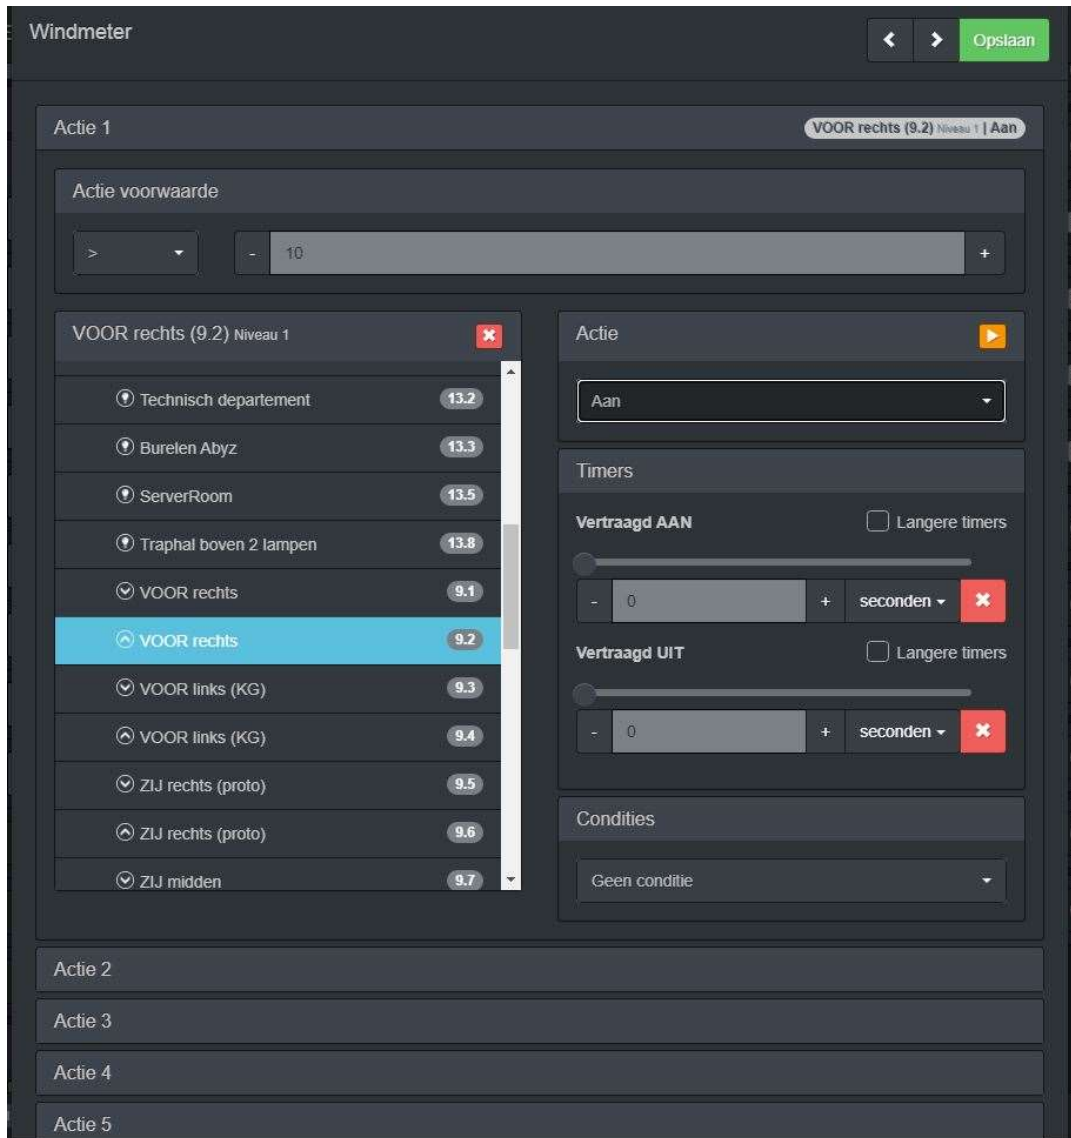 Windmeter
Opslaan
Actie 1
VOOR rechts (9.2) Niveau 1 | Aan
Actie voorwaarde
>
-
10
+
VOOR rechts (9.2) Niveau 1
Technisch departement 13.2
Burelen Abyz 13.3
ServerRoom 13.5
Traphal boven 2 lampen 13.8
VOOR rechts 9.1
VOOR rechts 9.2
VOOR links (KG) 9.3
VOOR links (KG) 9.4
ZIJ rechts (proto) 9.5
ZIJ rechts (proto) 9.6
ZIJ midden 9.7
Actie
Aan
Timers
Vertraagd AAN
Langere timers
- 0 + seconden
Vertraagd UIT
Langere timers
- 0 + seconden
Condities
Geen conditie
Actie 2
Actie 3
Actie 4
Actie 5